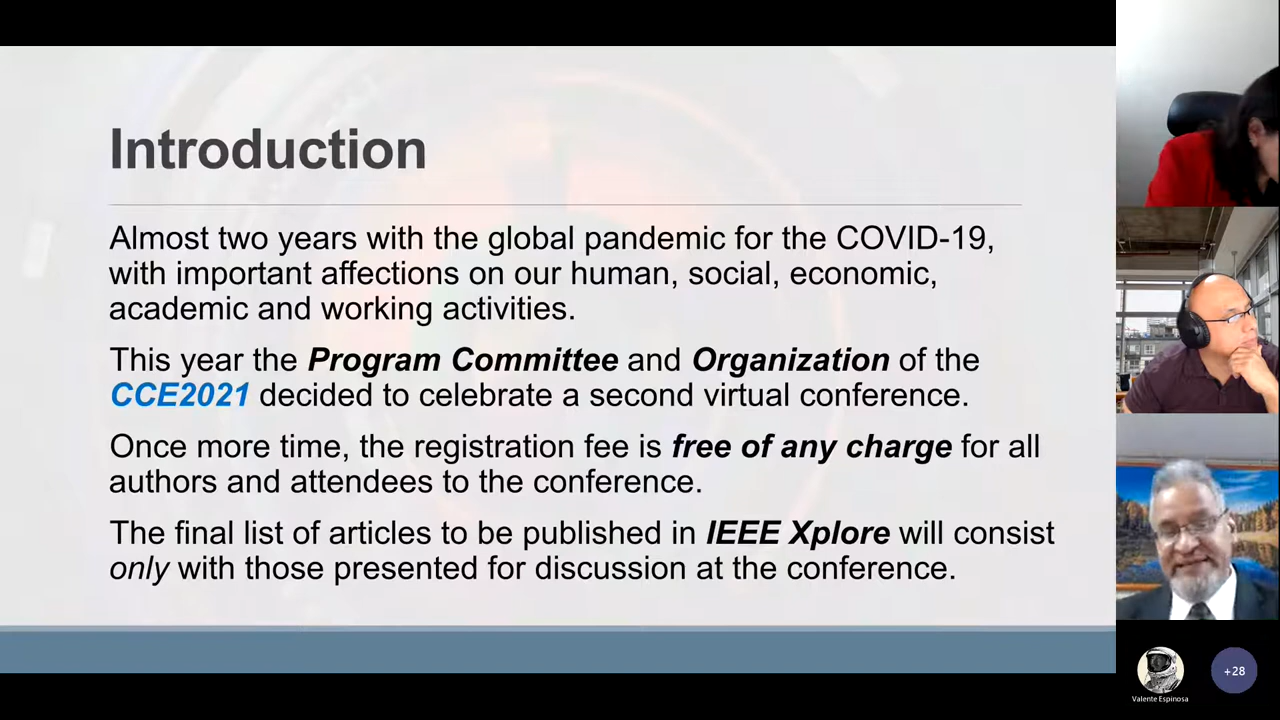 Introduction
Almost two years with the global pandemic for the COVID-19,
with important affections on our human, social, economic,
academic and working activities.
This year the Program Committee and Organization of the
CCE2021 decided to celebrate a second virtual conference.
Once more time, the registration fee is free of any charge for all
authors and attendees to the conference.
The final list of articles to be published in IEEE Xplore will consist
only with those presented for discussion at the conference.
Valente Espinosa
+28